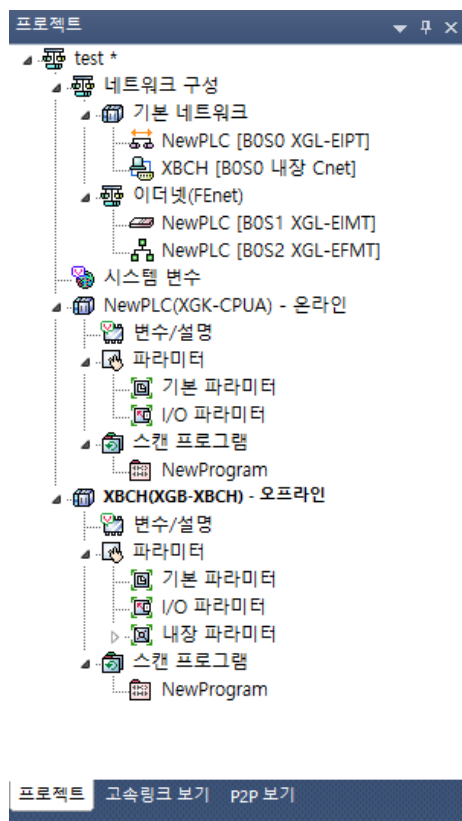 프로젝트
test *
네트워크 구성
기본 네트워크
NewPLC [B0S0 XGL-EIPT]
XBCH [B0S0 내장 Cnet]
이더넷(FEnet)
NewPLC [B0S1 XGL-EIMT]
NewPLC [B0S2 XGL-EFMT]
시스템 변수
NewPLC(XGK-CPUA) - 온라인
변수/설명
파라미터
기본 파라미터
I/O 파라미터
스캔 프로그램
NewProgram
XBCH(XGB-XBCH) - 오프라인
변수/설명
파라미터
기본 파라미터
I/O 파라미터
내장 파라미터
스캔 프로그램
NewProgram
프로젝트 고속링크 보기 P2P 보기